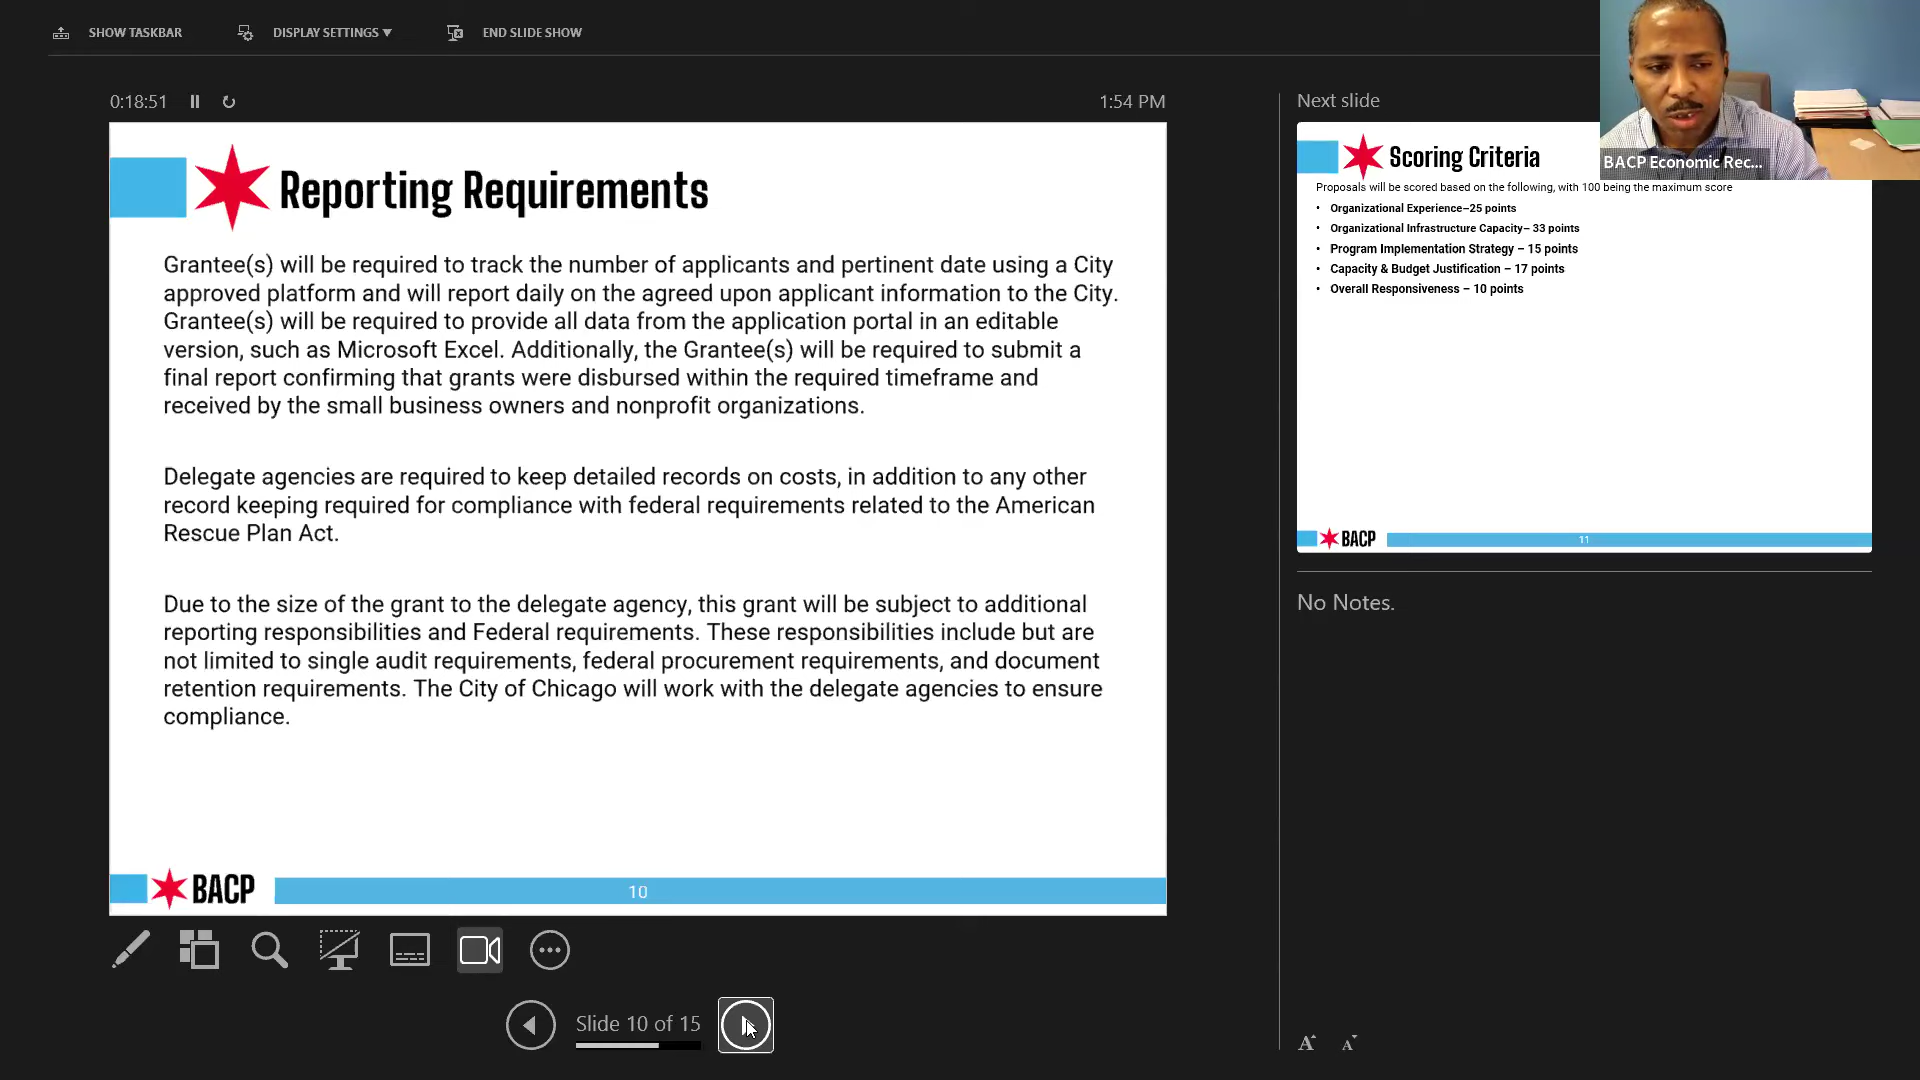 SHOW TASKBAR
DISPLAY SETTINGS ▼
END SLIDE SHOW
0:18:51
1:54 PM
Reporting Requirements
Grantee(s) will be required to track the number of applicants and pertinent date using a City
approved platform and will report daily on the agreed upon applicant information to the City.
Grantee(s) will be required to provide all data from the application portal in an editable
version, such as Microsoft Excel. Additionally, the Grantee(s) will be required to submit a
final report confirming that grants were disbursed within the required timeframe and
received by the small business owners and nonprofit organizations.
Delegate agencies are required to keep detailed records on costs, in addition to any other
record keeping required for compliance with federal requirements related to the American
Rescue Plan Act.
Due to the size of the grant to the delegate agency, this grant will be subject to additional
reporting responsibilities and Federal requirements. These responsibilities include but are
not limited to single audit requirements, federal procurement requirements, and document
retention requirements. The City of Chicago will work with the delegate agencies to ensure
compliance.
BACP
10
Slide 10 of 15
Next slide
BACP Economic Rec...
Scoring Criteria
Proposals will be scored based on the following, with 100 being the maximum score
• Organizational Experience–25 points
• Organizational Infrastructure Capacity– 33 points
• Program Implementation Strategy – 15 points
• Capacity & Budget Justification – 17 points
• Overall Responsiveness – 10 points
BACP
11
No Notes.
A A